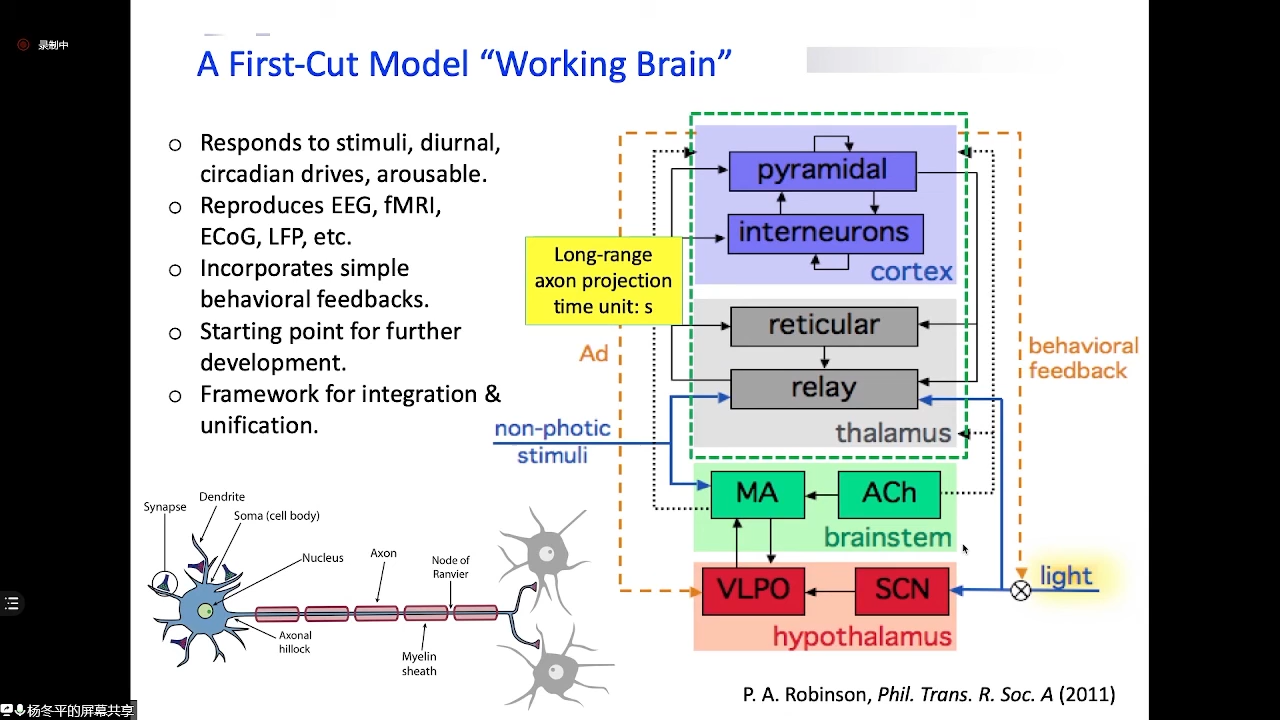 录制中
A First-Cut Model “Working Brain”
o Responds to stimuli, diurnal,
circadian drives, arousable.
o Reproduces EEG, fMRI,
ECoG, LFP, etc.
o Incorporates simple
behavioral feedbacks.
o Starting point for further
development.
o Framework for integration &
unification.
pyramidal
interneurons
cortex
Long-range
axon projection
time unit: s
reticular
Ad
behavioral
feedback
relay
thalamus
non-photic
stimuli
MA
ACh
brainstem
VLPO
SCN
light
hypothalamus
Synapse
Dendrite
Soma (cell body)
Nucleus
Axon
Node of
Ranvier
Axonal
hillock
Myelin
sheath
P. A. Robinson, Phil. Trans. R. Soc. A (2011)
杨冬平的屏幕共享